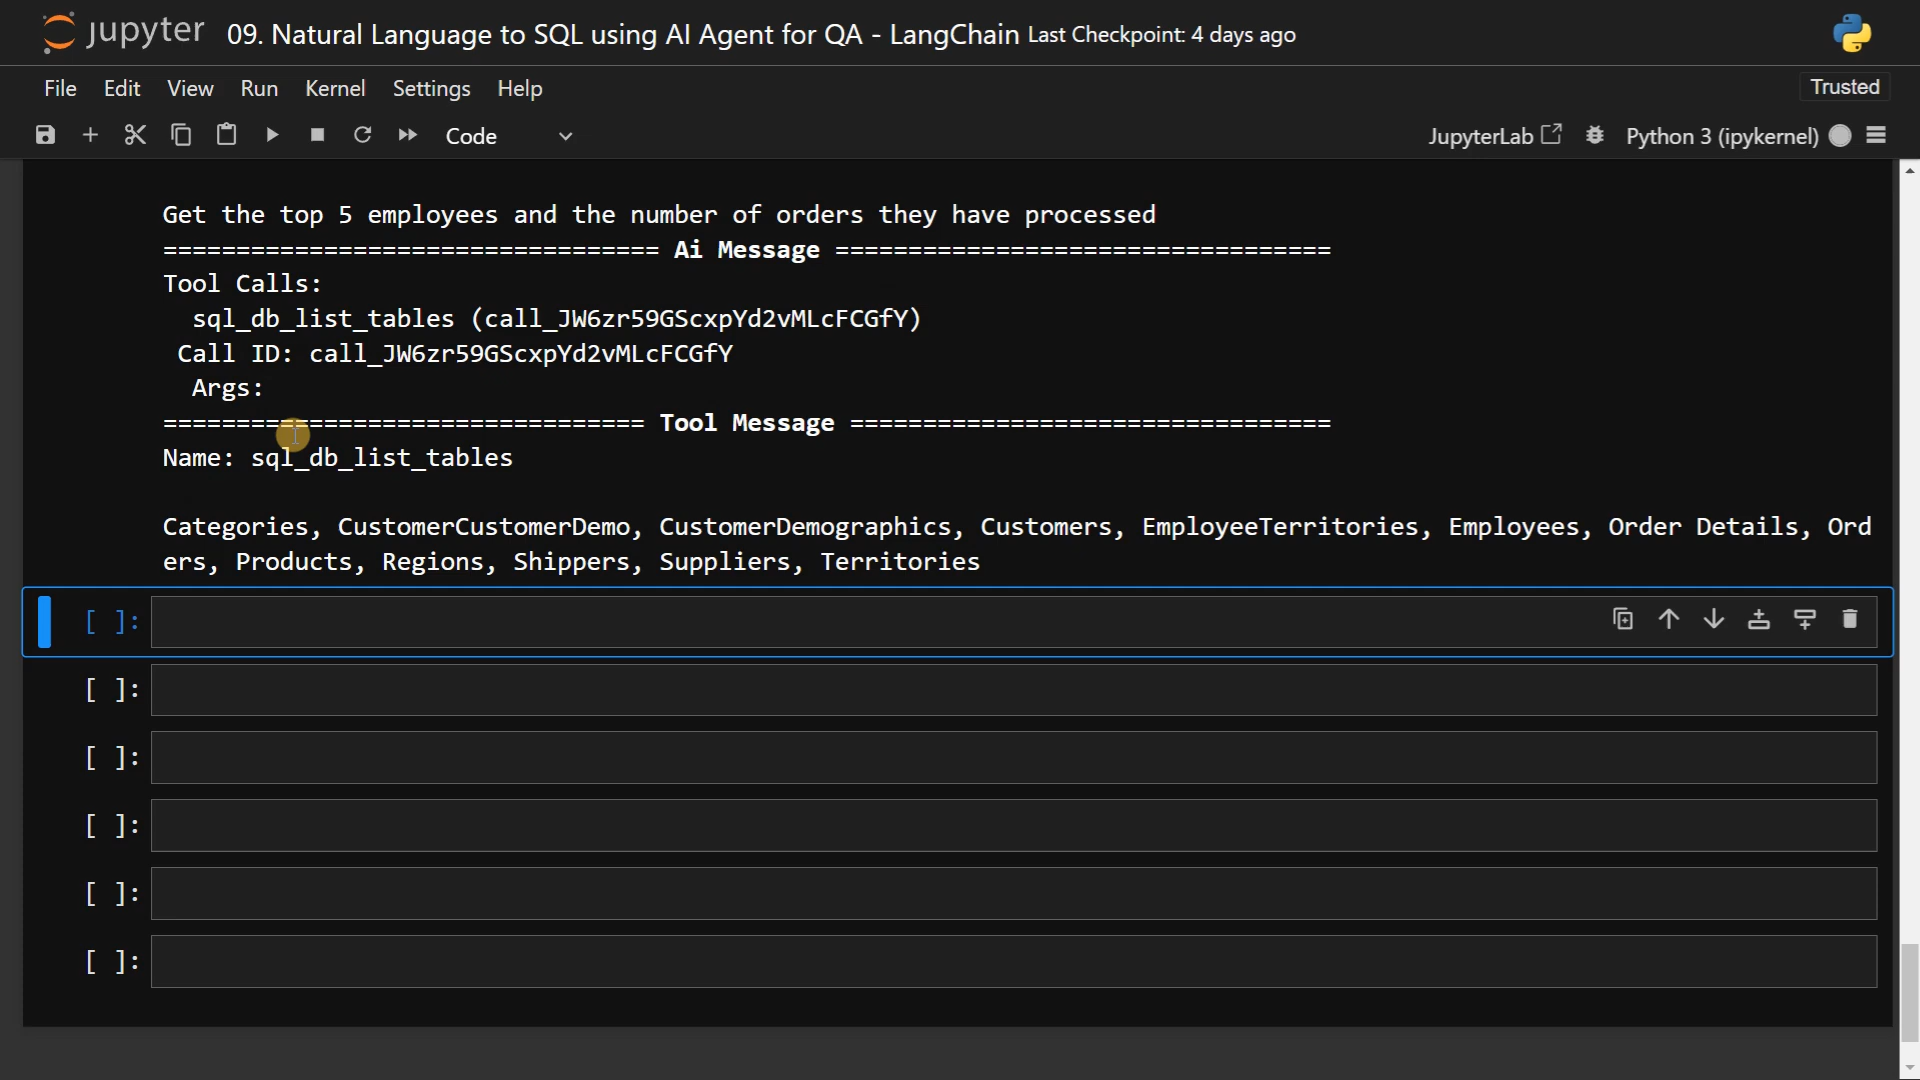 jupyter 09. Natural Language to SQL using AI Agent for QA - LangChain Last Checkpoint: 4 days ago
File Edit View Run Kernel Settings Help Trusted
Code JupyterLab Python 3 (ipykernel)
Get the top 5 employees and the number of orders they have processed
================================== Ai Message ==================================
Tool Calls:
sql_db_list_tables (call_JW6zr59GScxpYd2vMLcFCGfY)
Call ID: call_JW6zr59GScxpYd2vMLcFCGfY
Args:
================================= Tool Message =================================
Name: sql_db_list_tables
Categories, CustomerCustomerDemo, CustomerDemographics, Customers, EmployeeTerritories, Employees, Order Details, Ord
ers, Products, Regions, Shippers, Suppliers, Territories
[ ]:
[ ]:
[ ]:
[ ]:
[ ]:
[ ]: